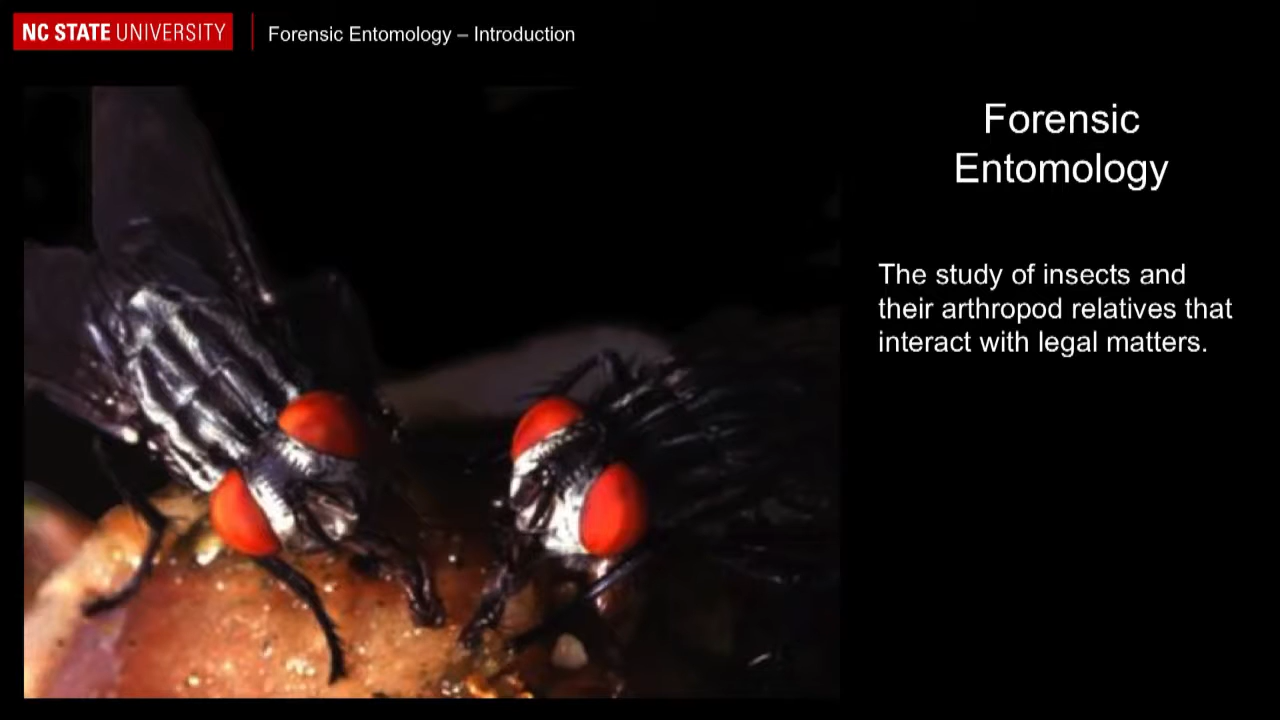 NC STATE UNIVERSITY
Forensic Entomology – Introduction
Forensic
Entomology
The study of insects and
their arthropod relatives that
interact with legal matters.